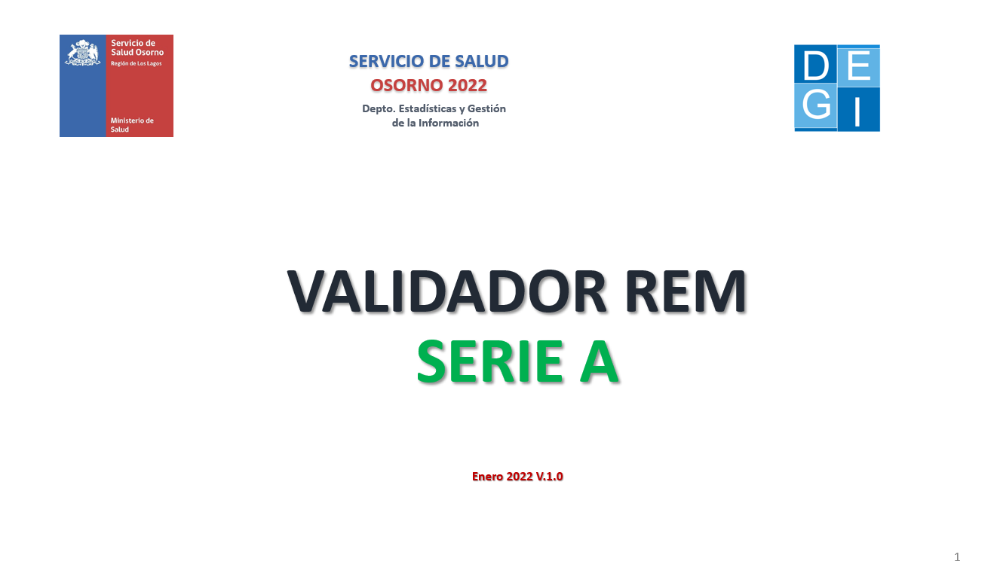 Servicio de
Salud Osorno
Región de Los Lagos
Ministerio de
Salud
SERVICIO DE SALUD
OSORNO 2022
Depto. Estadísticas y Gestión
de la Información
D E
G I
VALIDADOR REM
SERIE A
Enero 2022 V.1.0
1